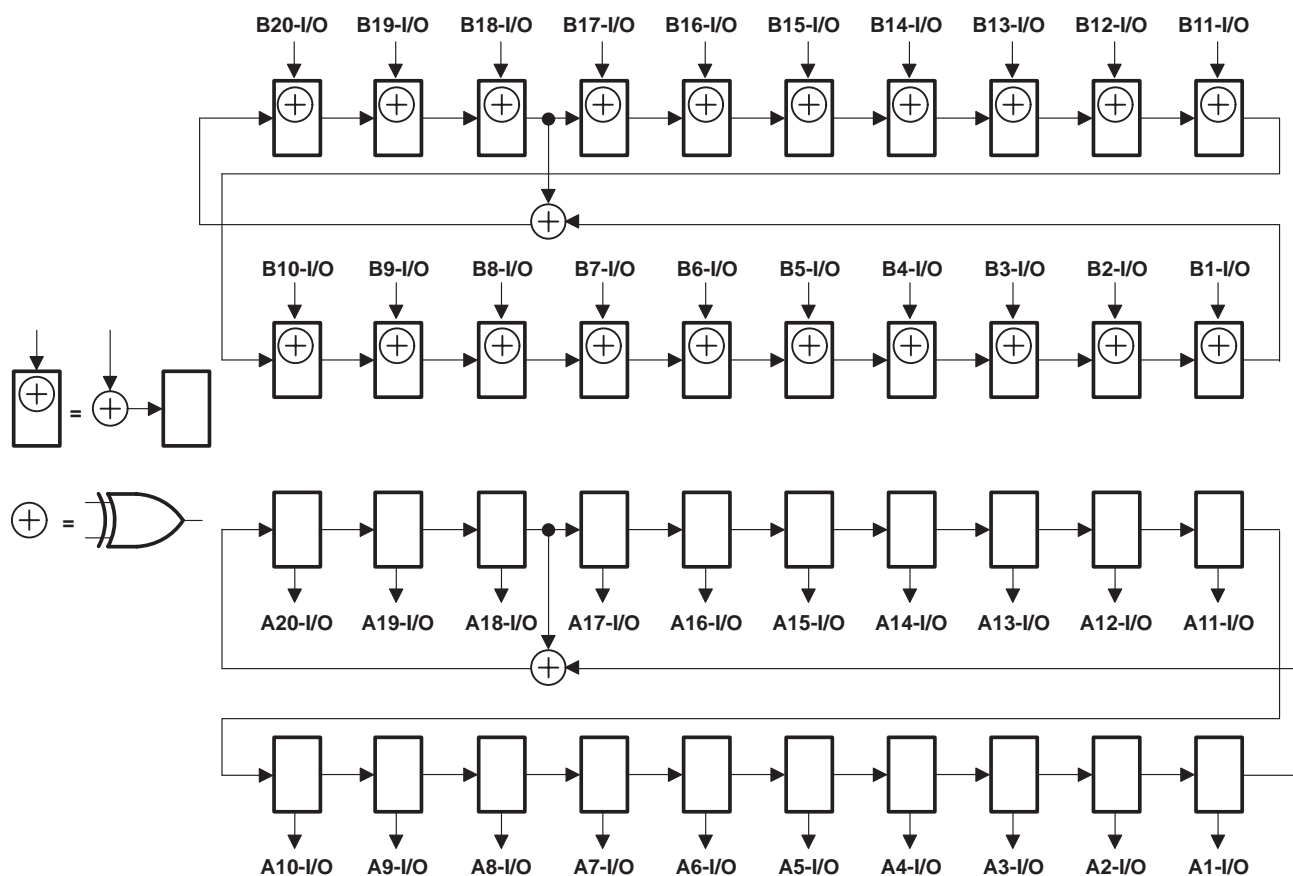 B20-I/O B19-I/O B18-I/O B17-I/O B16-I/O B15-I/O B14-I/O B13-I/O B12-I/O B11-I/O
B10-I/O B9-I/O B8-I/O B7-I/O B6-I/O B5-I/O B4-I/O B3-I/O B2-I/O B1-I/O
=
=
A20-I/O A19-I/O A18-I/O A17-I/O A16-I/O A15-I/O A14-I/O A13-I/O A12-I/O A11-I/O
A10-I/O A9-I/O A8-I/O A7-I/O A6-I/O A5-I/O A4-I/O A3-I/O A2-I/O A1-I/O